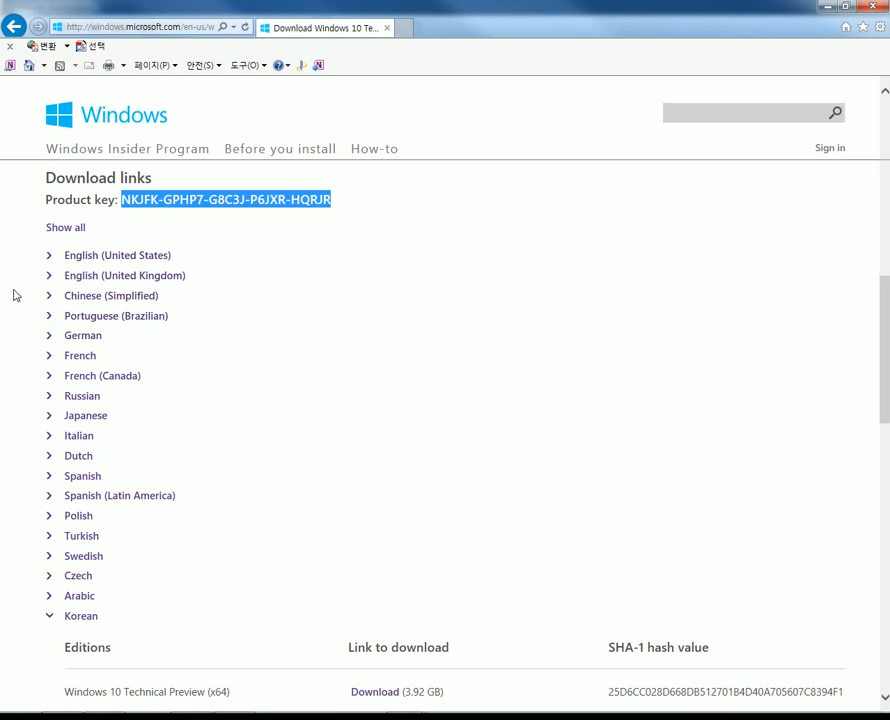 http://windows.microsoft.com/en-us/w
Download Windows 10 Te...
변환
선택
페이지(P)
안전(S)
도구(O)
Windows
Windows Insider Program
Before you install
How-to
Sign in
Download links
Product key: NKJFK-GPHP7-G8C3J-P6JXR-HQRJR
Show all
English (United States)
English (United Kingdom)
Chinese (Simplified)
Portuguese (Brazilian)
German
French
French (Canada)
Russian
Japanese
Italian
Dutch
Spanish
Spanish (Latin America)
Polish
Turkish
Swedish
Czech
Arabic
Korean
Editions Link to download SHA-1 hash value
Windows 10 Technical Preview (x64) Download (3.92 GB) 25D6CC028D668DB512701B4D40A705607C8394F1